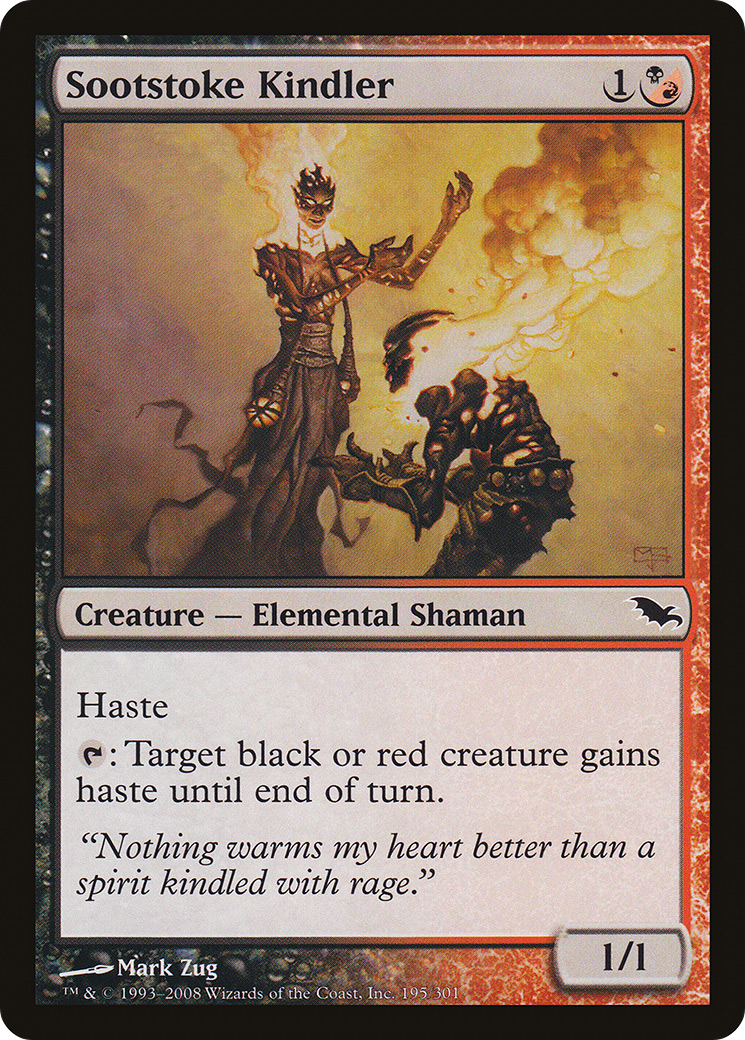 Sootstoke Kindler 1
Creature — Elemental Shaman
Haste
: Target black or red creature gains
haste until end of turn.
“Nothing warms my heart better than a
spirit kindled with rage.”
1/1
Mark Zug
™ & © 1993–2008 Wizards of the Coast, Inc. 195/301